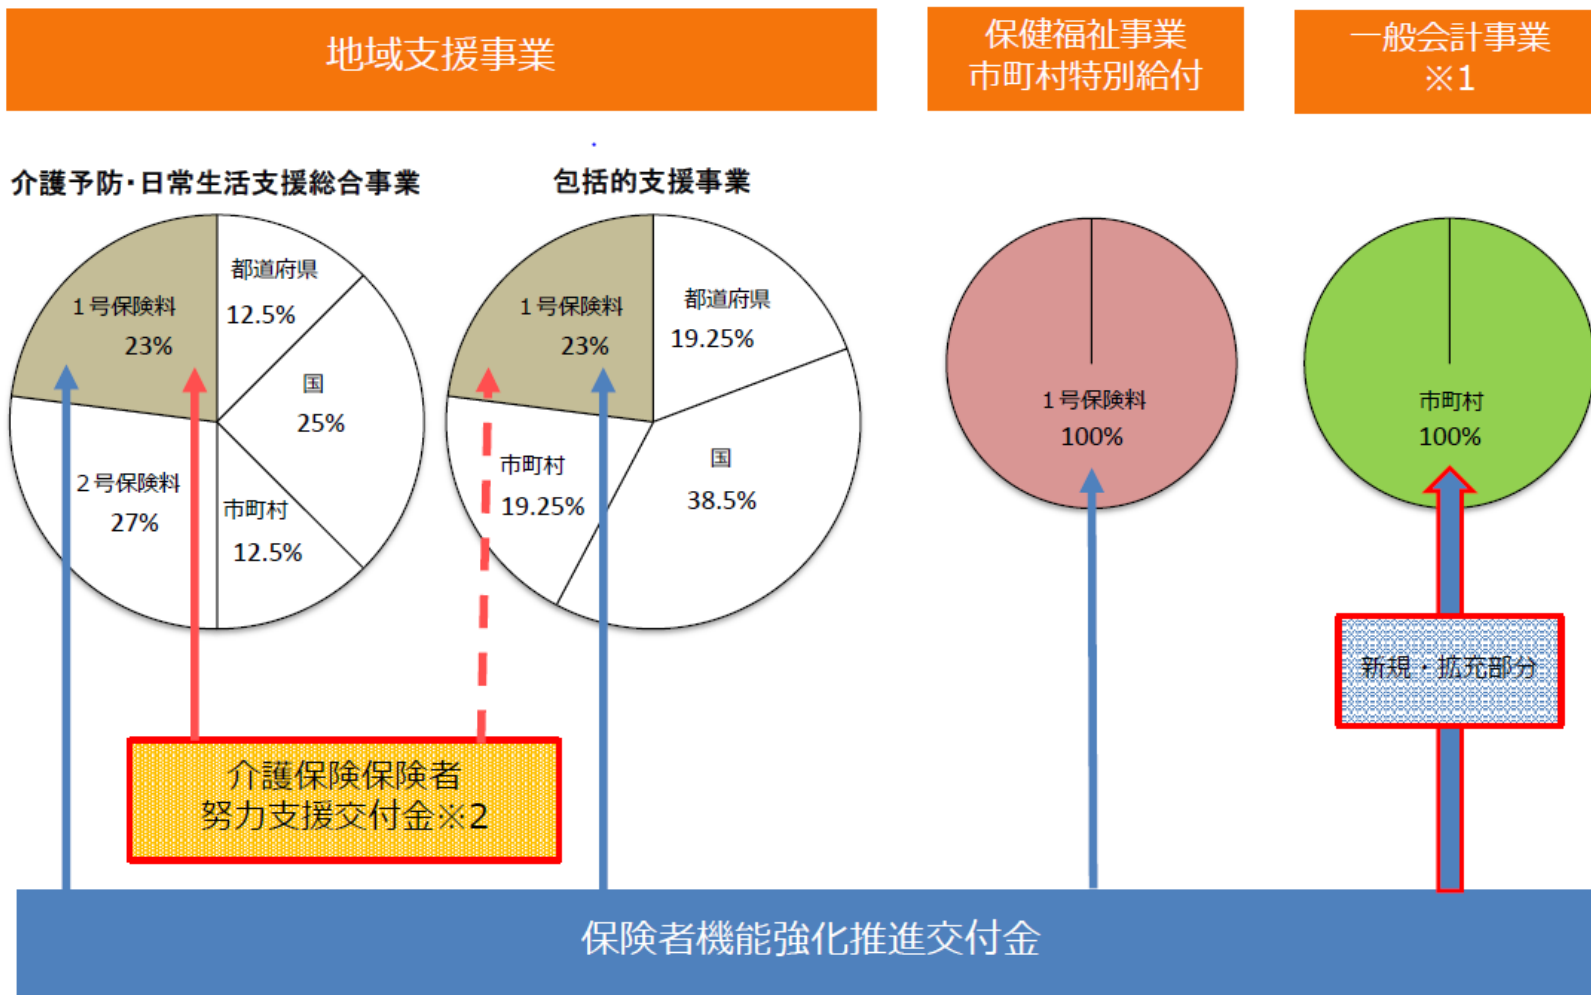 地域支援事業
保健福祉事業
市町村特別給付
一般会計事業
※1
介護予防・日常生活支援総合事業
包括的支援事業
都道府県
12.5%
国
25%
市町村
12.5%
2号保険料
27%
1号保険料
23%
都道府県
19.25%
国
38.5%
市町村
19.25%
1号保険料
23%
1号保険料
100%
市町村
100%
新規・拡充部分
介護保険保険者
努力支援交付金※2
保険者機能強化推進交付金